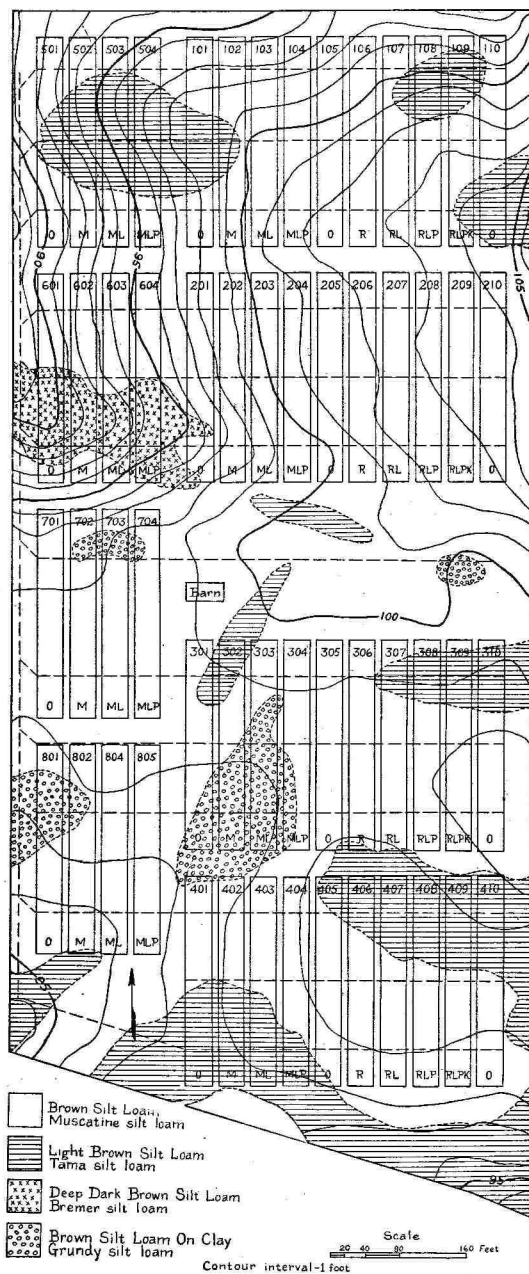 501 502 503 504 101 102 103 104 105 106 107 108 109 110
0 M ML MLP 0 M ML MLP 0 R RL RLP RLPK 0
90 95 105
601 602 603 604 201 202 203 204 205 206 207 208 209 210
0 M ML MLP 0 M ML MLP 0 R RL RLP RLPK 0
701 702 703 704
Barn
100
301 302 303 304 305 306 307 308 309 310
0 M ML MLP
801 802 804 805
0 M MLP MLP 0 R RL RLP RLPK 0
401 402 403 404 405 406 407 408 409 410
0 M ML MLP
95
0 M ML MLP 0 R RL RLP RLPK 0
Brown Silt Loam,
Muscatine silt loam
Light Brown Silt Loam
Tama silt loam
95
Deep Dark Brown Silt Loam
Bremer silt loam
Brown Silt Loam On Clay
Grundy silt loam
Scale
20 40 80 160 Feet
Contour interval-1 foot